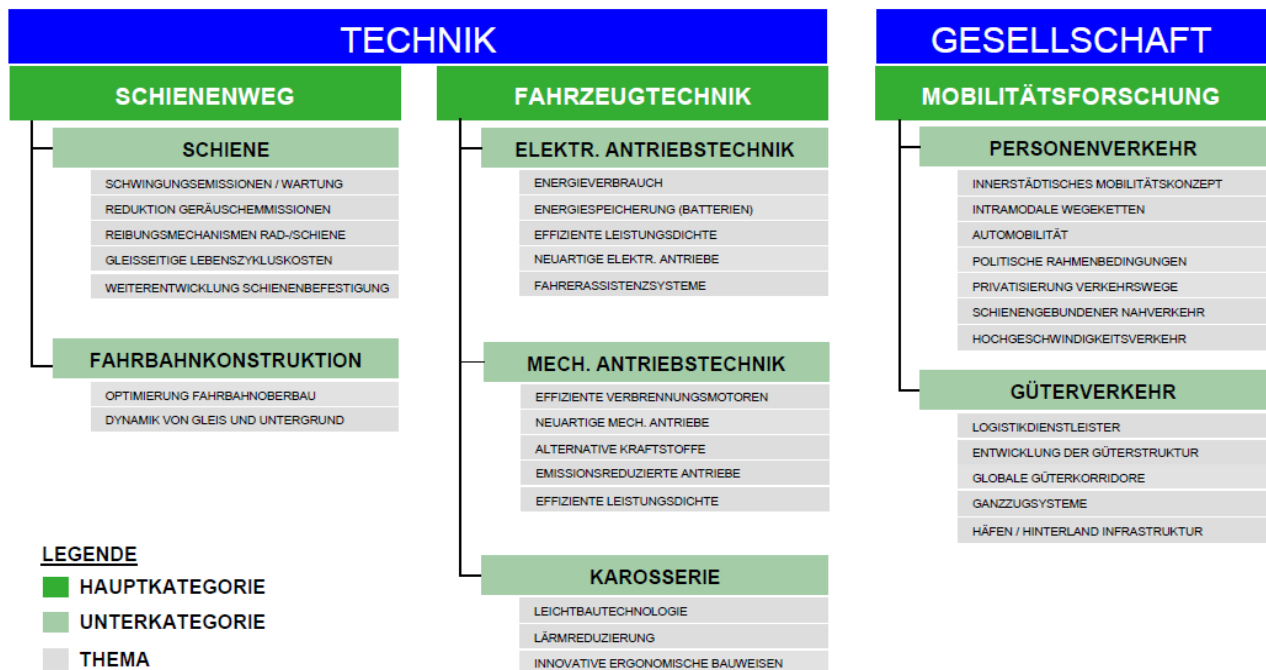 TECHNIK
SCHIENENWEG
SCHIENE
SCHWINGUNGSEMISSIONEN / WARTUNG
REDUKTION GERÄUSCHEMMISSIONEN
REIBUNGSMECHANISMEN RAD-/SCHIENE
GLEISSEITIGE LEBENSZYKLUSKOSTEN
WEITERENTWICKLUNG SCHIENENBEFESTIGUNG
FAHRBAHNKONSTRUKTION
OPTIMIERUNG FAHRBAHNOBERBAU
DYNAMIK VON GLEIS UND UNTERGRUND
FAHRZEUGTECHNIK
ELEKTR. ANTRIEBSTECHNIK
ENERGIEVERBRAUCH
ENERGIESPEICHERUNG (BATTERIEN)
EFFIZIENTE LEISTUNGSDICHTE
NEUARTIGE ELEKTR. ANTRIEBE
FAHRERASSISTENZSYSTEME
MECH. ANTRIEBSTECHNIK
EFFIZIENTE VERBRENNUNGSMOTOREN
NEUARTIGE MECH. ANTRIEBE
ALTERNATIVE KRAFTSTOFFE
EMISSIONSREDUZIERTE ANTRIEBE
EFFIZIENTE LEISTUNGSDICHTE
KAROSSERIE
LEICHTBAUTECHNOLOGIE
LÄRMREDUZIERUNG
INNOVATIVE ERGONOMISCHE BAUWEISEN
GESELLSCHAFT
MOBILITÄTSFORSCHUNG
PERSONENVERKEHR
INNERSTÄDTISCHES MOBILITÄTSKONZEPT
INTRAMODALE WEGEKETTEN
AUTOMOBILITÄT
POLITISCHE RAHMENBEDINGUNGEN
PRIVATISIERUNG VERKEHRSWEGE
SCHIENENGEBUNDENER NAHVERKEHR
HOCHGESCHWINDIGKEITSVERKEHR
GÜTERVERKEHR
LOGISTIKDIENSTLEISTER
ENTWICKLUNG DER GÜTERSTRUKTUR
GLOBALE GÜTERKORRIDORE
GANZZUGSYSTEME
HÄFEN / HINTERLAND INFRASTRUKTUR
LEGENDE
HAUPTKATEGORIE
UNTERKATEGORIE
THEMA